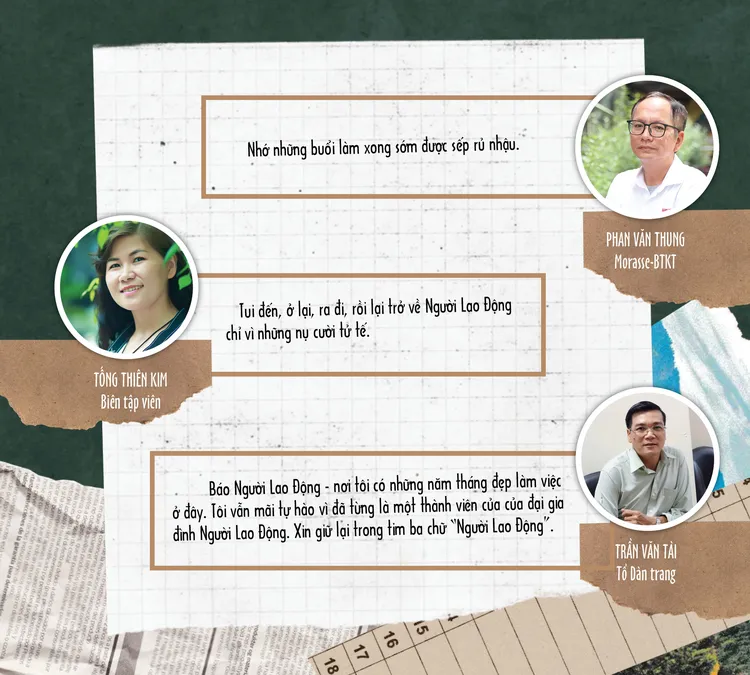 Nhớ những buổi làm xong sớm được sếp rủ nhậu.
PHAN VĂN THUNG
Morasse-BTKT
Tui đến, ở lại, ra đi, rồi lại trở về Người Lao Động
chỉ vì những nụ cười tử tế.
TỐNG THIÊN KIM
Biên tập viên
Báo Người Lao Động - nơi tôi có những năm tháng đẹp làm việc
ở đây. Tôi vẫn mãi tự hào vì đã từng là một thành viên của của đại gia
đình Người Lao Động. Xin giữ lại trong tim ba chữ “Người Lao Động”.
TRẦN VĂN TẢI
Tổ Dàn trang
15
18
17
16
15